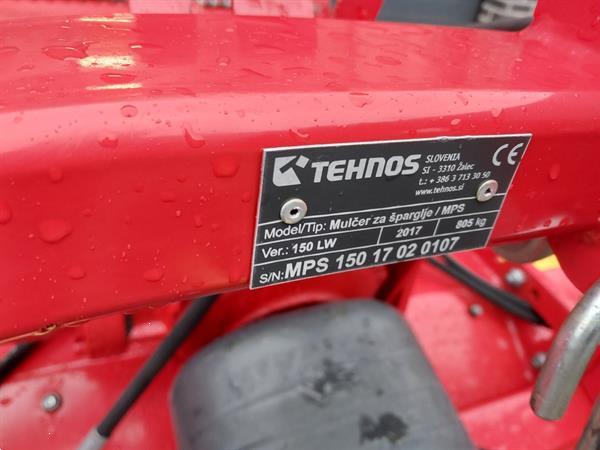 TEHNOS
SLOVENIA
SI - 3310 Žalec
t.: + 386 3 713 30 50
www.tehnos.si
CE
Model/Tip: Mulčer za šparglje / MPS
Ver.: 150 LW 2017 805 kg
S/N: MPS 150 17 02 0107